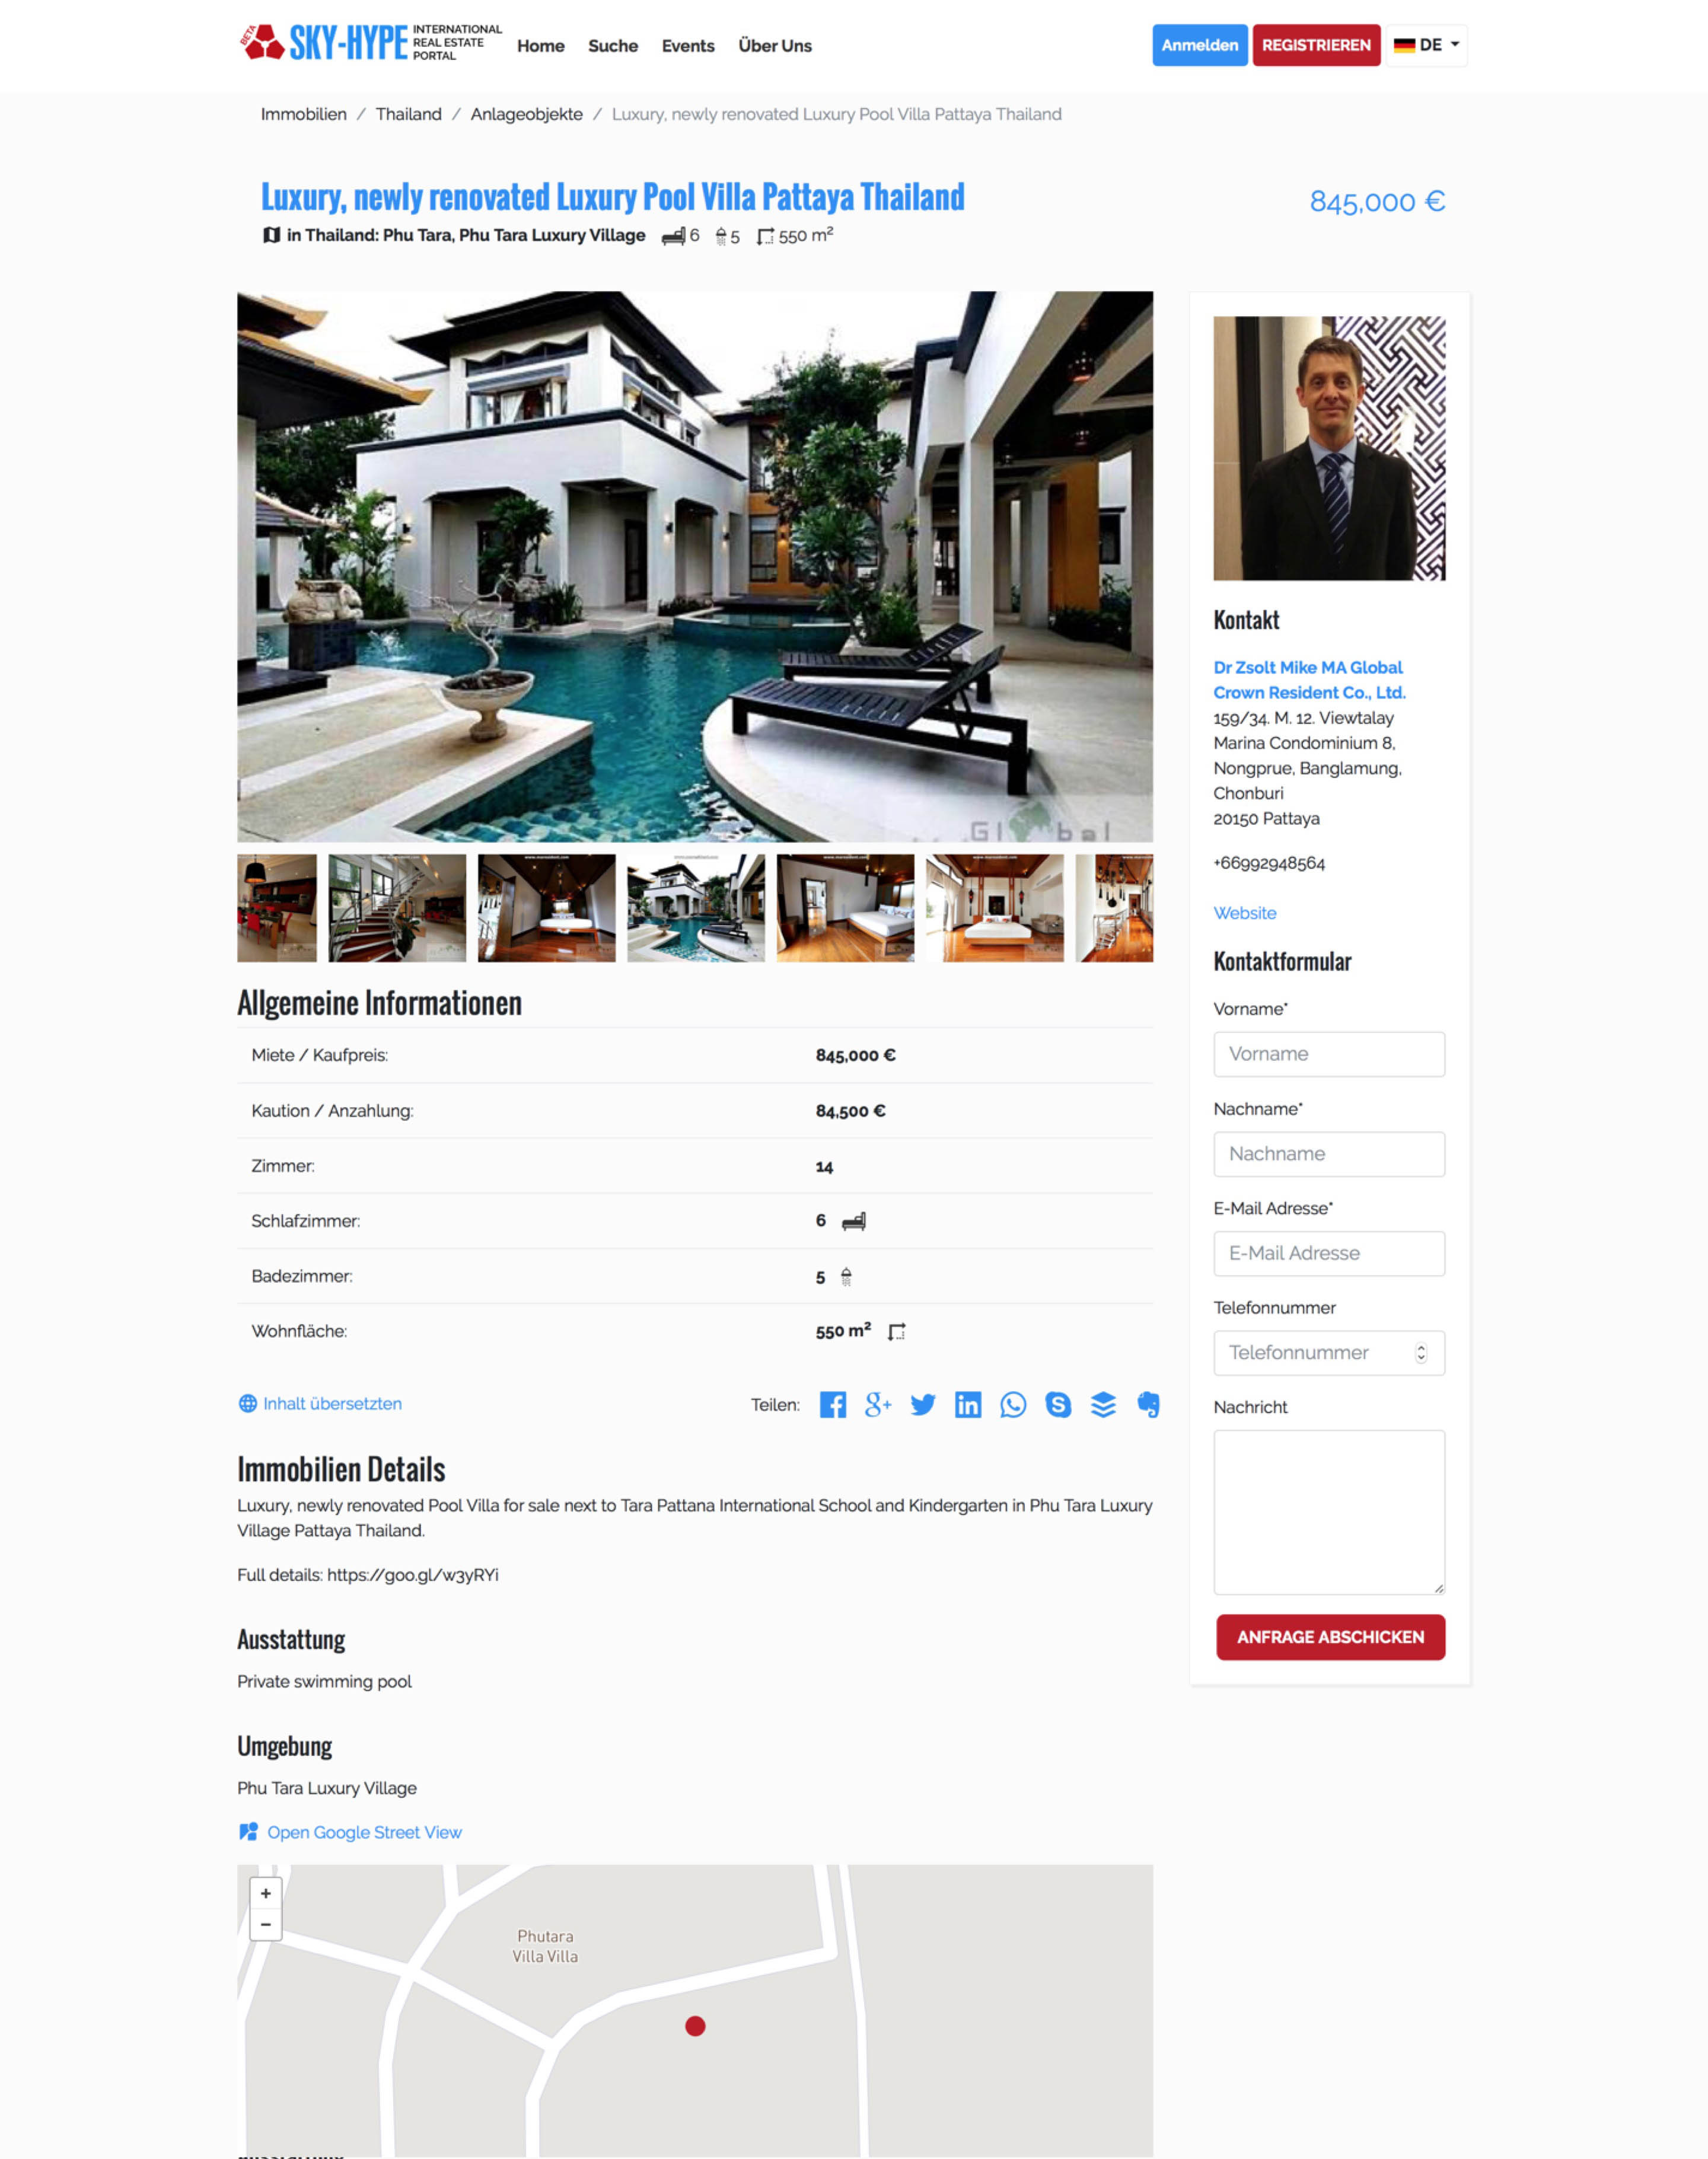 BETA
SKY-HYPE
INTERNATIONAL
REAL ESTATE
PORTAL
Home Suche Events Über Uns
Anmelden REGISTRIEREN DE
Immobilien / Thailand / Anlageobjekte / Luxury, newly renovated Luxury Pool Villa Pattaya Thailand
Luxury, newly renovated Luxury Pool Villa Pattaya Thailand
845,000 €
in Thailand: Phu Tara, Phu Tara Luxury Village 6 5 550 m²
Global
Allgemeine Informationen
Miete / Kaufpreis: 845,000 €
Kaution / Anzahlung: 84,500 €
Zimmer: 14
Schlafzimmer: 6
Badezimmer: 5
Wohnfläche: 550 m²
Inhalt übersetzten
Teilen:
Immobilien Details
Luxury, newly renovated Pool Villa for sale next to Tara Pattana International School and Kindergarten in Phu Tara Luxury
Village Pattaya Thailand.
Full details: https://goo.gl/w3yRYi
Ausstattung
Private swimming pool
Umgebung
Phu Tara Luxury Village
Open Google Street View
+
−
Phutara
Villa Villa
Kontakt
Dr Zsolt Mike MA Global
Crown Resident Co., Ltd.
159/34. M. 12. Viewtalay
Marina Condominium 8,
Nongprue, Banglamung,
Chonburi
20150 Pattaya
+66992948564
Website
Kontaktformular
Vorname*
Vorname
Nachname*
Nachname
E-Mail Adresse*
E-Mail Adresse
Telefonnummer
Telefonnummer
Nachricht
ANFRAGE ABSCHICKEN